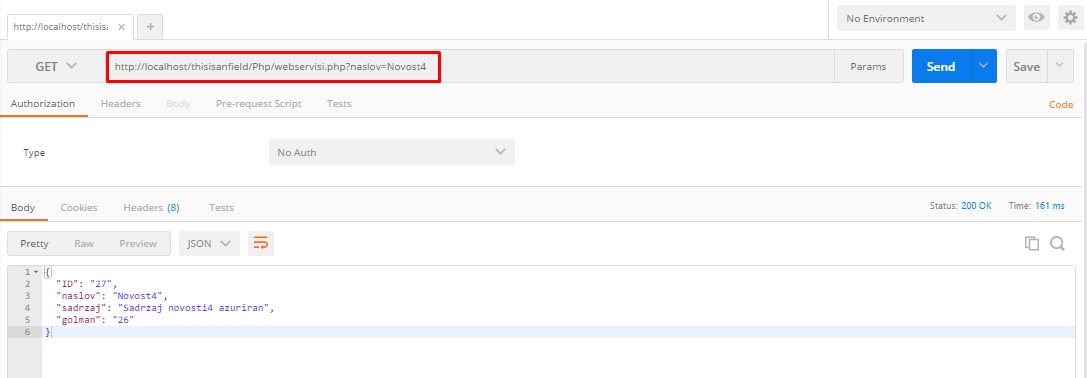 http://localhost/thisisa
No Environment
GET
http://localhost/thisisanfield/Php/webservisi.php?naslov=Novost4
Params
Send
Save
Authorization
Headers
Body
Pre-request Script
Tests
Code
Type
No Auth
Body
Cookies
Headers (8)
Tests
Status: 200 OK
Time: 161 ms
Pretty
Raw
Preview
JSON
1 {
2 "ID": "27",
3 "naslov": "Novost4",
4 "sadrzaj": "Sadrzaj novosti4 azuriran",
5 "golman": "26"
6 }